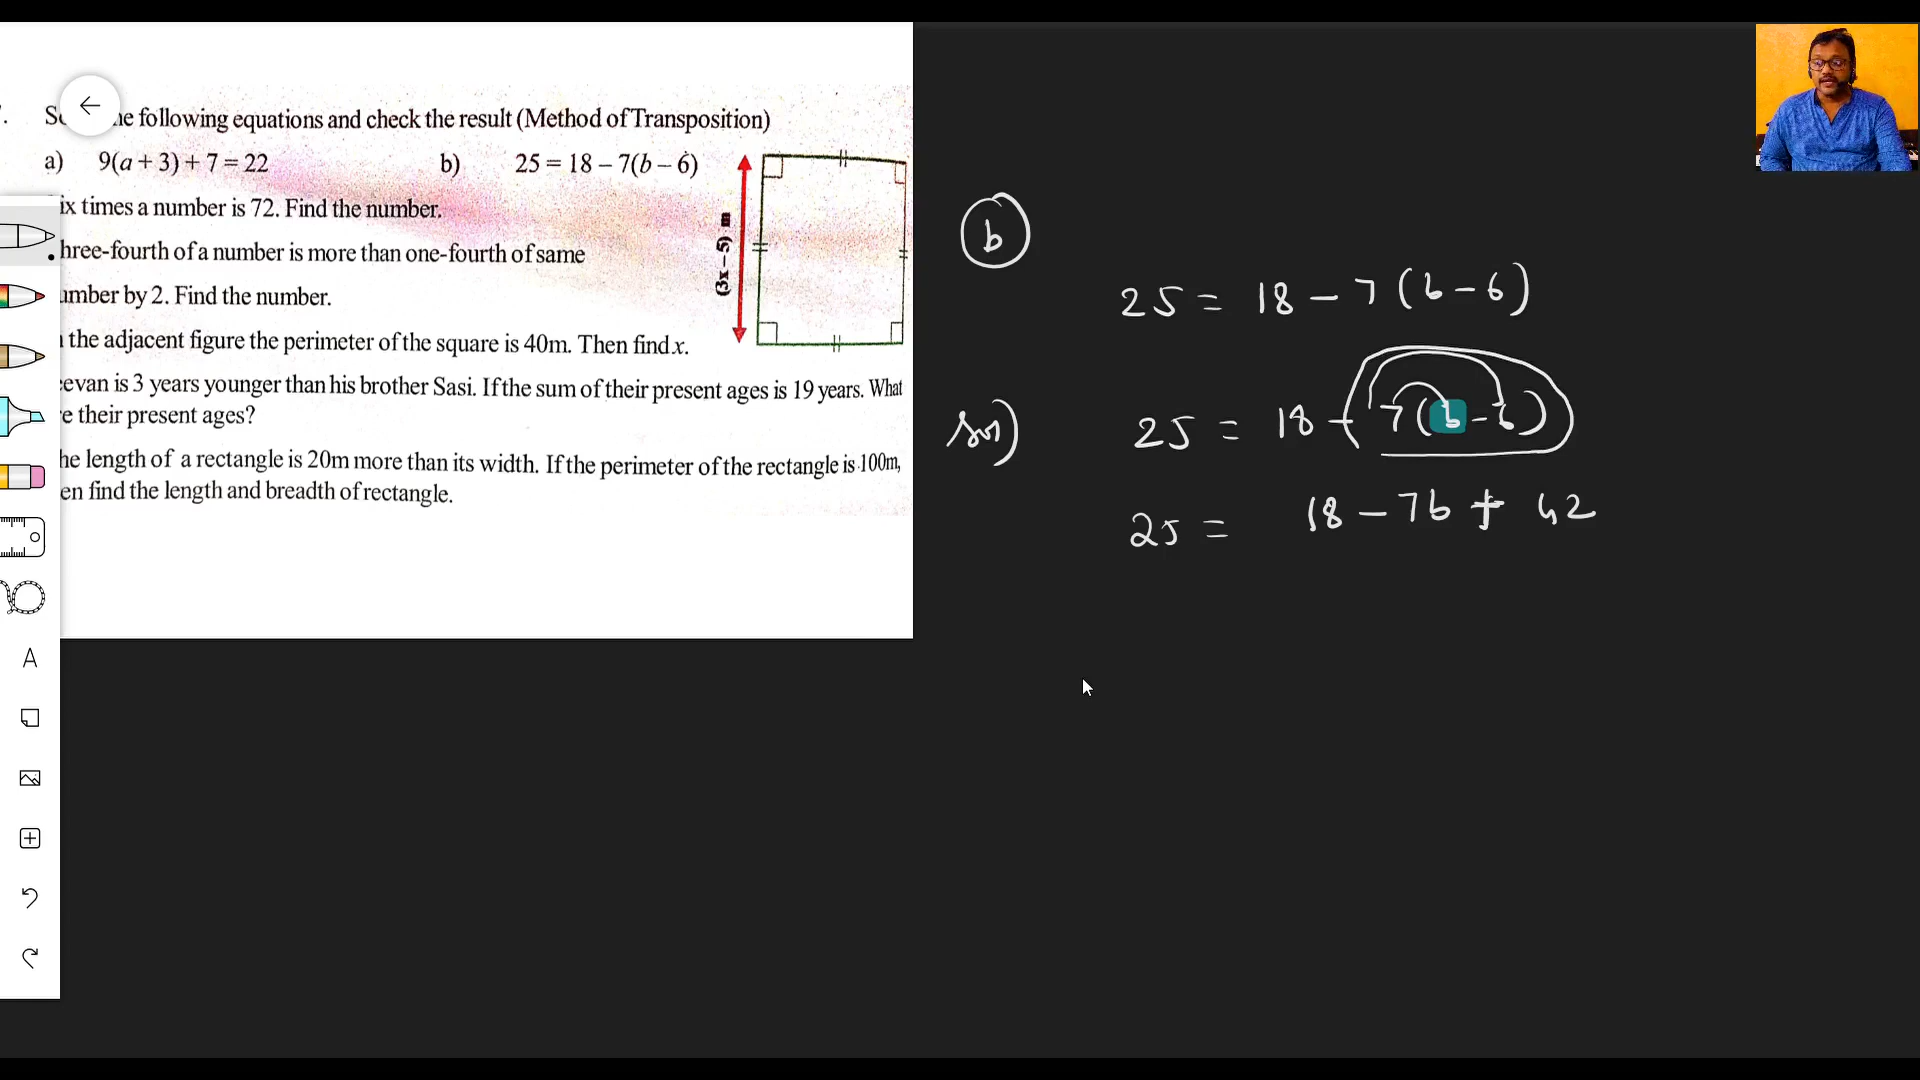 he following equations and check the result (Method of Transposition)
a) 9(a + 3) + 7 = 22 b) 25 = 18 – 7(b – 6)
ix times a number is 72. Find the number.
hree-fourth of a number is more than one-fourth of same
umber by 2. Find the number.
the adjacent figure the perimeter of the square is 40m. Then find x.
eevan is 3 years younger than his brother Sasi. If the sum of their present ages is 19 years. What
e their present ages?
he length of a rectangle is 20m more than its width. If the perimeter of the rectangle is 100m,
en find the length and breadth of rectangle.
(3x – 5) m
A
b
25 = 18 – 7 (b – 6)
sol) 25 = 18 – (7(b – 6))
25 = 18 – 7b + 42